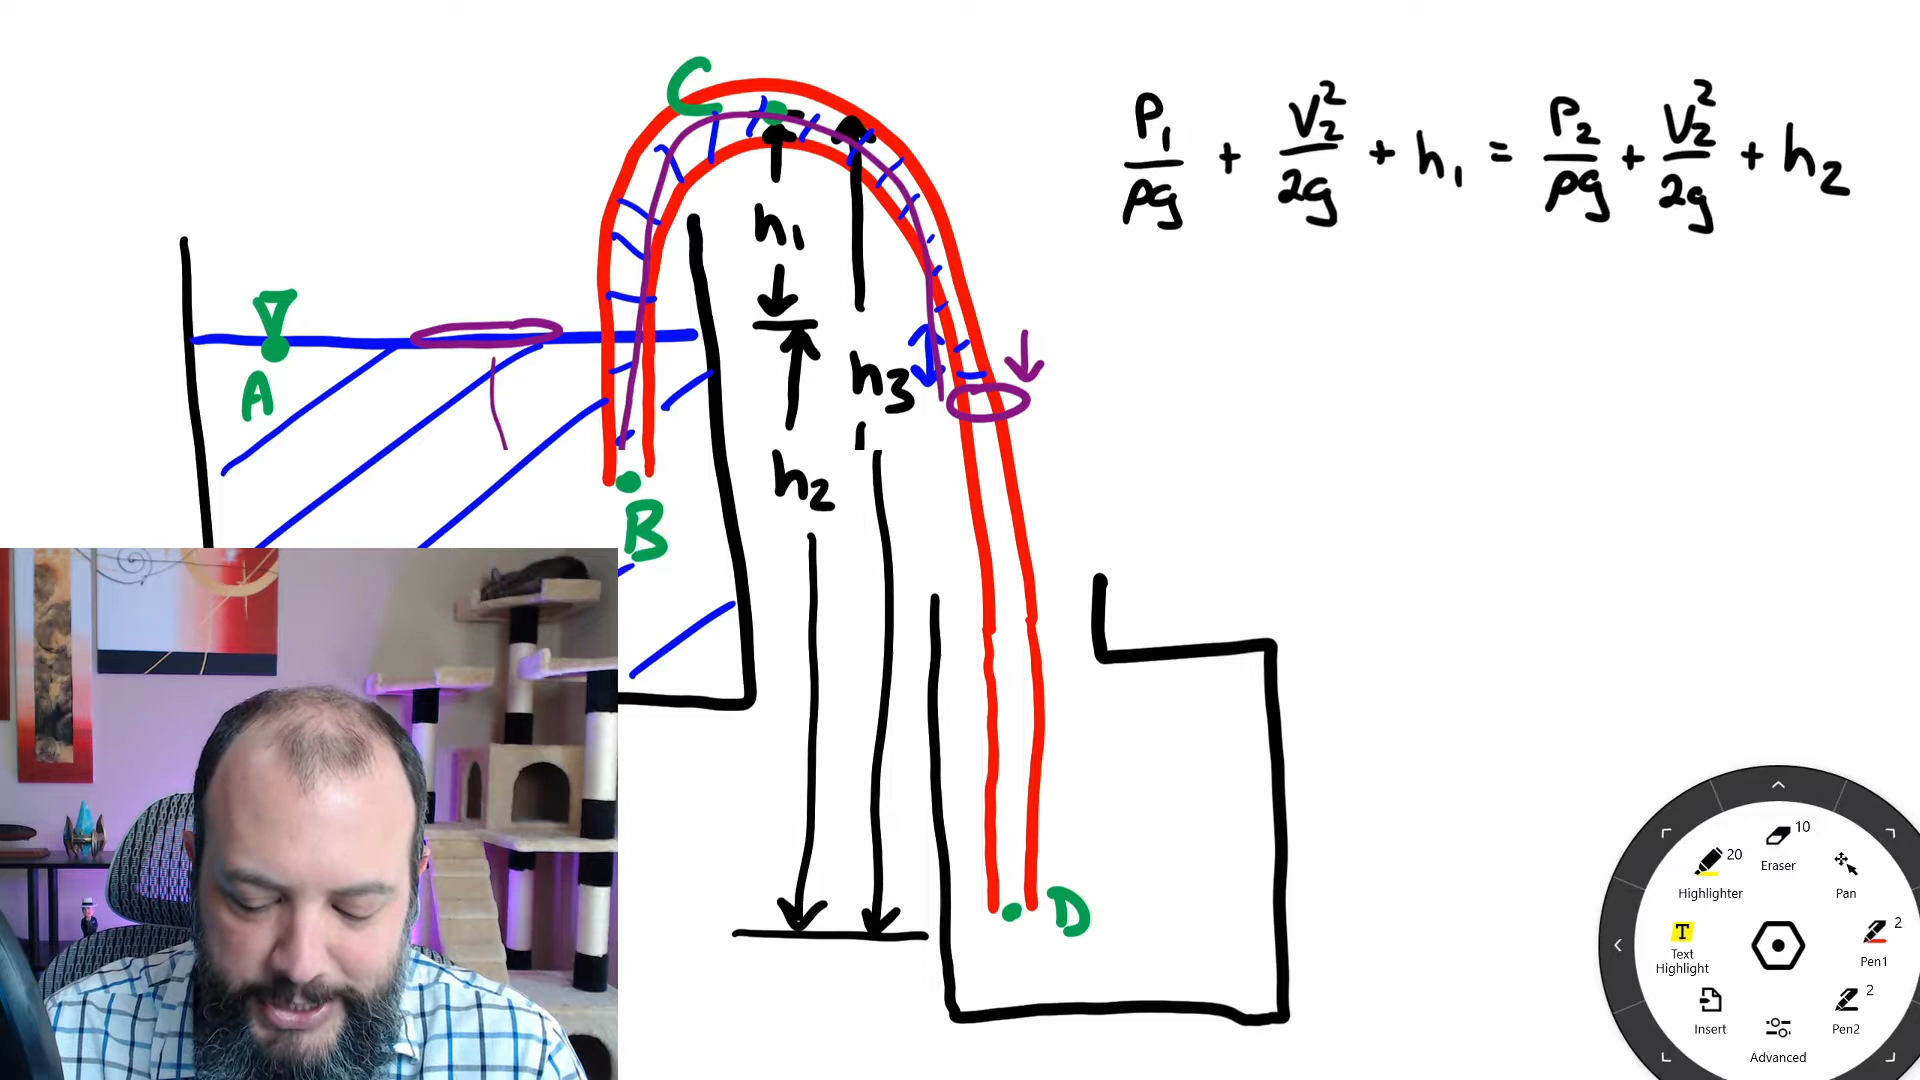 C
P₁/ρg + V₂²/2g + h₁ = P₂/ρg + V₂²/2g + h₂
h₁
A
h₃
h₂
B
D
10
Eraser
20
Highlighter
Pan
T
Text
Highlight
2
Pen1
Insert
2
Pen2
Advanced